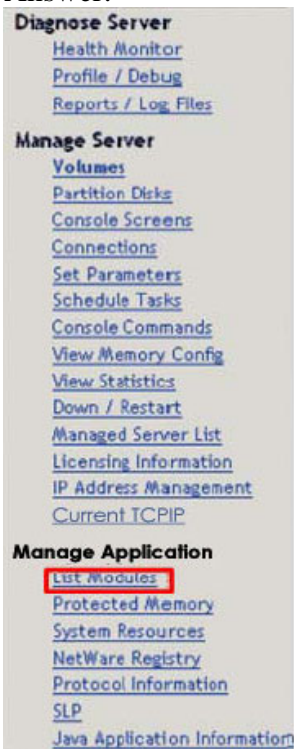 Answer:
Diagnose Server
Health Monitor
Profile / Debug
Reports / Log Files
Manage Server
Volumes
Partition Disks
Console Screens
Connections
Set Parameters
Schedule Tasks
Console Commands
View Memory Config
View Statistics
Down / Restart
Managed Server List
Licensing Information
IP Address Management
Current TCPIP
Manage Application
List Modules
Protected Memory
System Resources
NetWare Registry
Protocol Information
SLP
Java Application Information